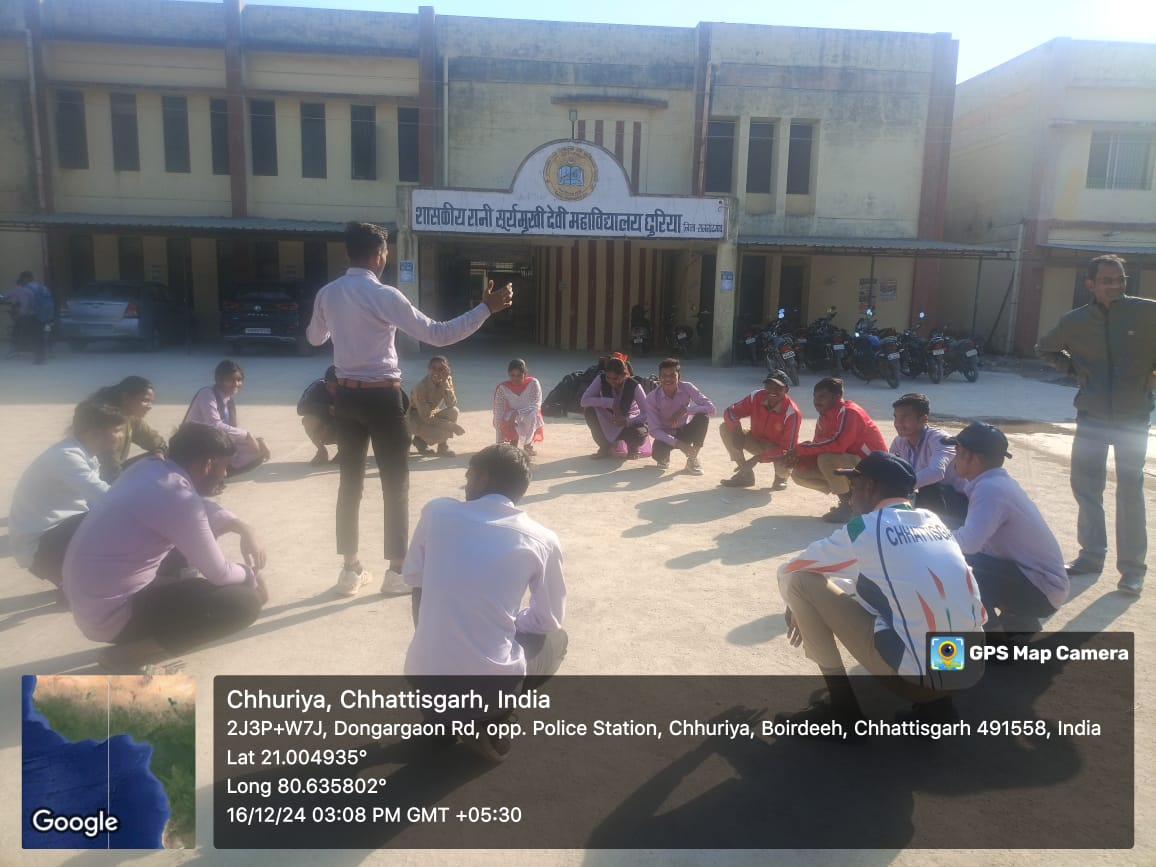 शासकीय रानी सूर्यमुखी देवी महाविद्यालय छुरिया जिला-राजनांदगांव
CHHATTISG
GPS Map Camera
Chhuriya, Chhattisgarh, India
2J3P+W7J, Dongargaon Rd, opp. Police Station, Chhuriya, Boirdeeh, Chhattisgarh 491558, India
Lat 21.004935°
Long 80.635802°
16/12/24 03:08 PM GMT +05:30
Google